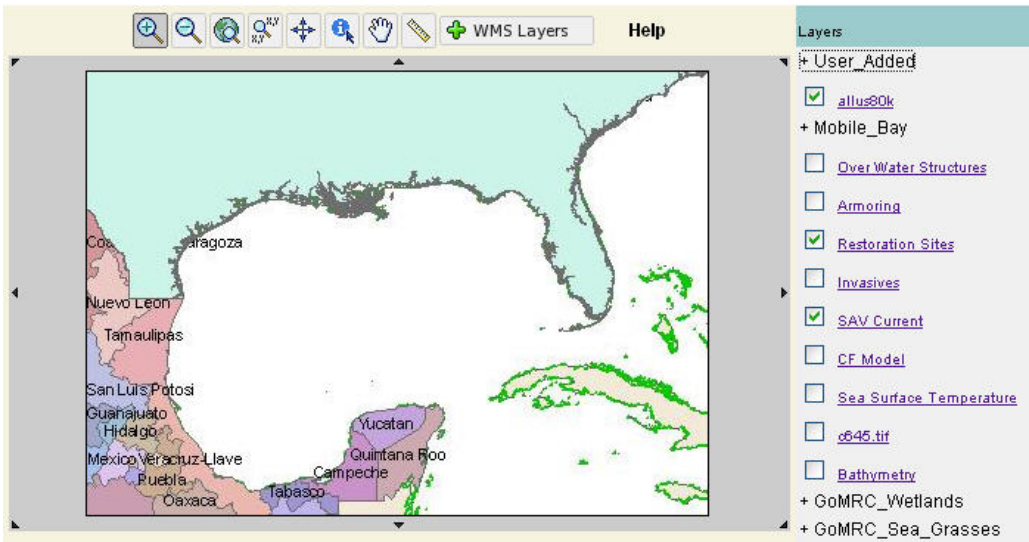 x,y
x,y
WMS Layers
Help
Layers
+ User_Added
allus80k
+ Mobile_Bay
Over Water Structures
Armoring
Restoration Sites
Invasives
SAV Current
CF Model
Sea Surface Temperature
c645.tif
Bathymetry
+ GoMRC_Wetlands
+ GoMRC_Sea_Grasses
Nuevo Leon
Tamaulipas
San Luis Potosi
Guanajuato
Hidalgo
Mexico Veracruz-Llave
Puebla
Oaxaca
Tabasco
Campeche
Yucatan
Quintana Roo